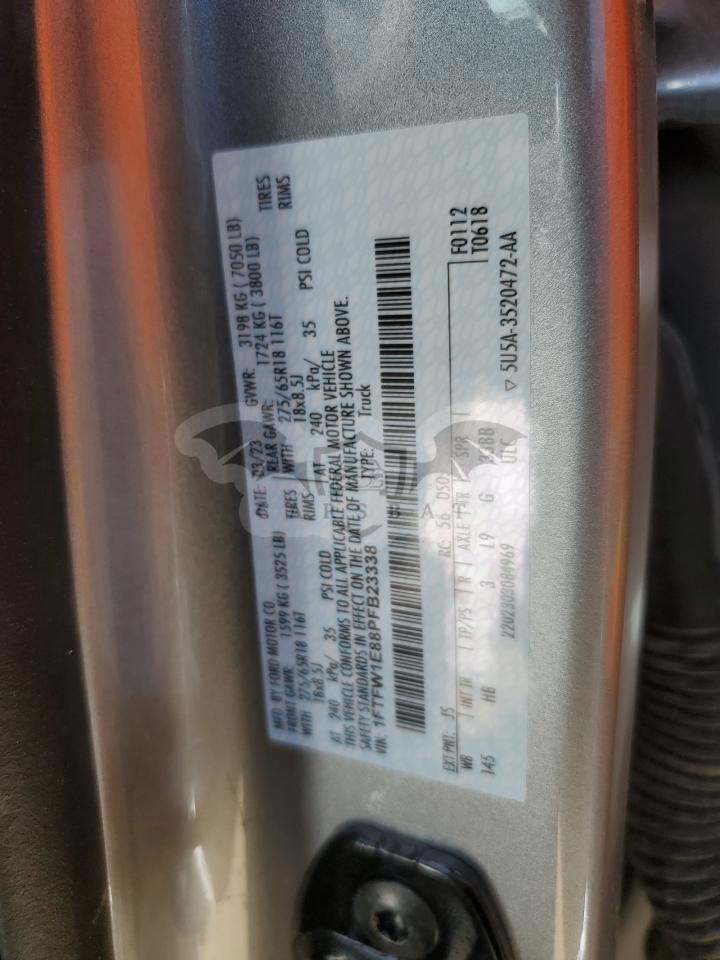 MFD. BY FORD MOTOR CO. DATE: 03/23 GVWR: 3198 KG ( 7050 LB)
FRONT GAWR: 1599 KG ( 3525 LB) REAR GAWR: 1724 KG ( 3800 LB)
WITH 275/65R18 116T TIRES WITH 275/65R18 116T TIRES
18x8.5J RIMS 18x8.5J RIMS
AT 240 kPa/ 35 PSI COLD AT 240 kPa/ 35 PSI COLD
THIS VEHICLE CONFORMS TO ALL APPLICABLE FEDERAL MOTOR VEHICLE
SAFETY STANDARDS IN EFFECT ON THE DATE OF MANUFACTURE SHOWN ABOVE.
VIN: 1FTFW1E88PFB23338 TYPE: Truck
EXT PNT: JS RC: 56 DSO: F0112
WB INT TR TP/PS R AXLE TR SPR T0618
145 HB 3 L9 G 33BB
22U2303084969 ULC ▽ 5U5A-3520472-AA